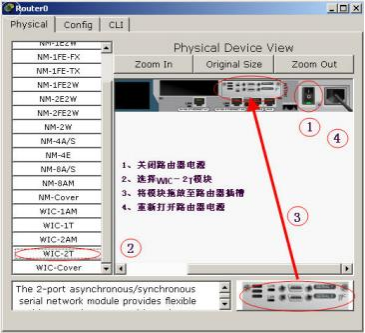 Router0
Physical
Config
CLI
NM-1E2W
NM-1FE-FX
NM-1FE-TX
NM-1FE2W
NM-2E2W
NM-2FE2W
NM-2W
NM-4A/S
NM-4E
NM-8A/S
NM-8AM
NM-Cover
WIC-1AM
WIC-1T
WIC-2AM
WIC-2T
WIC-Cover
Physical Device View
Zoom In
Original Size
Zoom Out
①
④
1、关闭路由器电源
2、选择WIC-2T模块
3、将模块拖放至路由器插槽
4、重新打开路由器电源
③
②
The 2-port asynchronous/synchronous
serial network module provides flexible